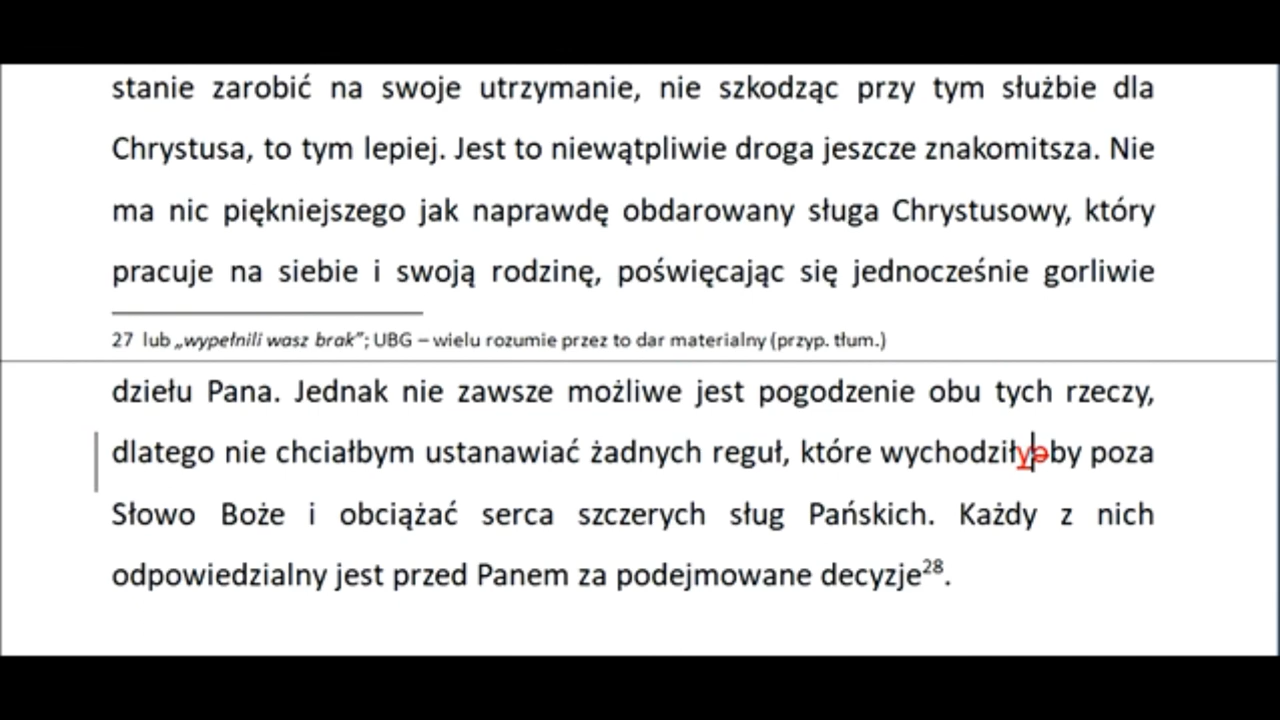 stanie zarobić na swoje utrzymanie, nie szkodząc przy tym służbie dla
Chrystusa, to tym lepiej. Jest to niewątpliwie droga jeszcze znakomitsza. Nie
ma nic piękniejszego jak naprawdę obdarowany sługa Chrystusowy, który
pracuje na siebie i swoją rodzinę, poświęcając się jednocześnie gorliwie
27 lub „wypełnili wasz brak”; UBG – wielu rozumie przez to dar materialny (przyp. tłum.)
dziełu Pana. Jednak nie zawsze możliwe jest pogodzenie obu tych rzeczy,
dlatego nie chciałbym ustanawiać żadnych reguł, które wychodziłyoby poza
Słowo Boże i obciążać serca szczerych sług Pańskich. Każdy z nich
odpowiedzialny jest przed Panem za podejmowane decyzje28.